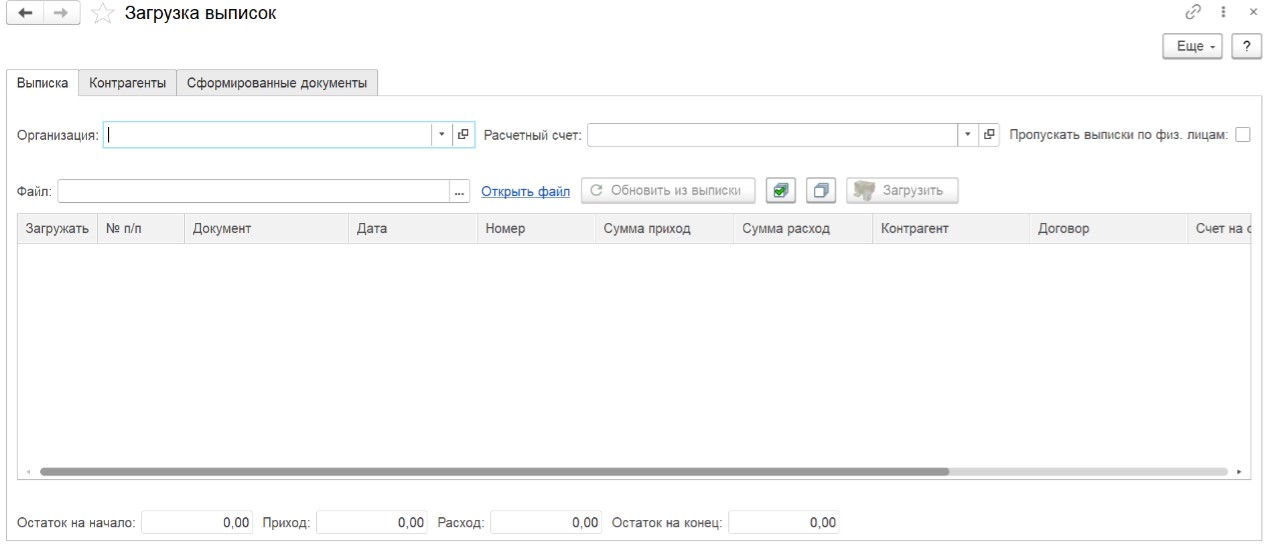 Загрузка выписок
Еще ?
Выписка Контрагенты Сформированные документы
Организация: Расчетный счет: Пропускать выписки по физ. лицам:
Файл: ... Открыть файл Обновить из выписки Загрузить
Загружать № п/п Документ Дата Номер Сумма приход Сумма расход Контрагент Договор Счет на
Остаток на начало: 0,00 Приход: 0,00 Расход: 0,00 Остаток на конец: 0,00